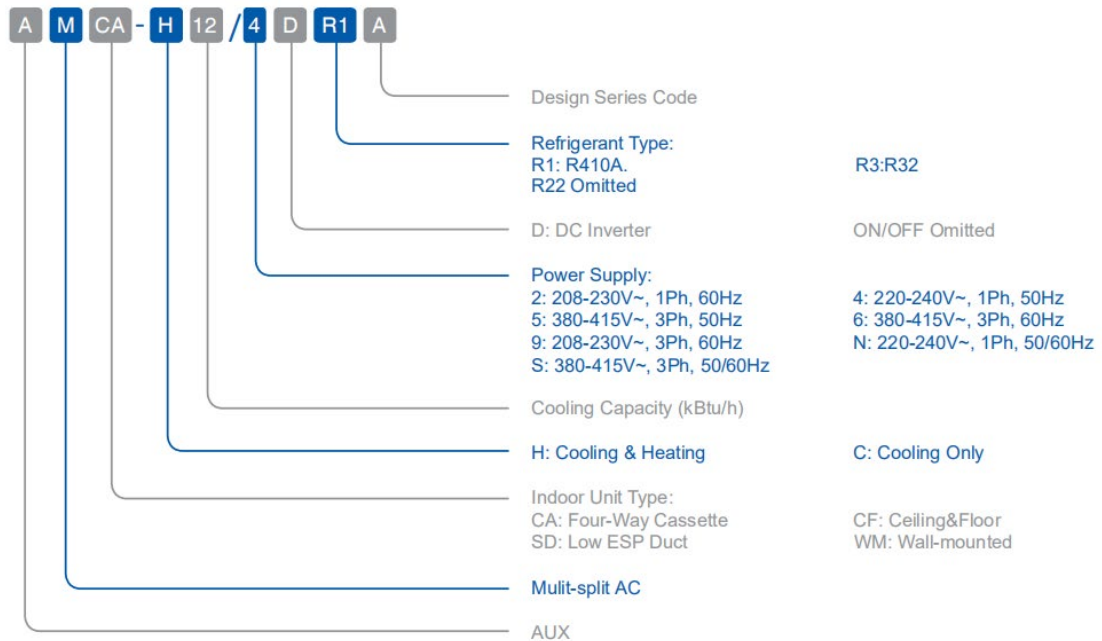 A M CA - H 12 / 4 D R1 A
Design Series Code
Refrigerant Type:
R1: R410A. R3:R32
R22 Omitted
D: DC Inverter ON/OFF Omitted
Power Supply:
2: 208-230V~, 1Ph, 60Hz 4: 220-240V~, 1Ph, 50Hz
5: 380-415V~, 3Ph, 50Hz 6: 380-415V~, 3Ph, 60Hz
9: 208-230V~, 3Ph, 60Hz N: 220-240V~, 1Ph, 50/60Hz
S: 380-415V~, 3Ph, 50/60Hz
Cooling Capacity (kBtu/h)
H: Cooling & Heating C: Cooling Only
Indoor Unit Type:
CA: Four-Way Cassette CF: Ceiling&Floor
SD: Low ESP Duct WM: Wall-mounted
Mulit-split AC
AUX